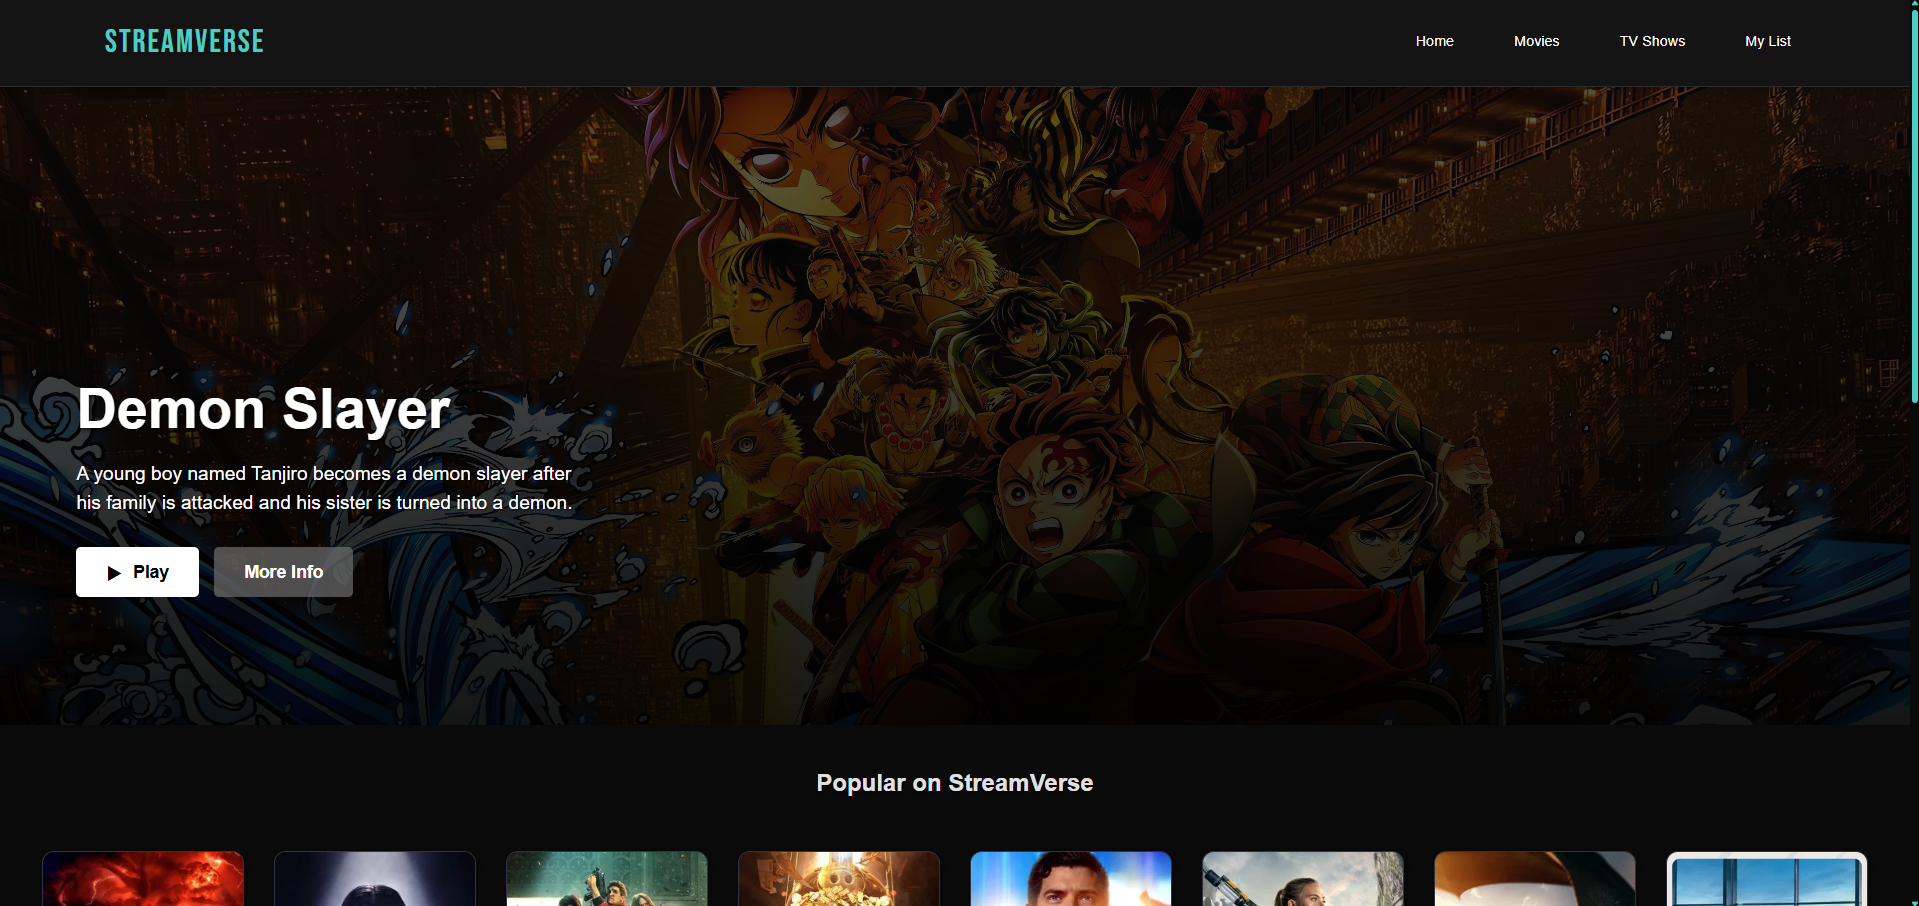 STREAMVERSE
Home
Movies
TV Shows
My List
Demon Slayer
A young boy named Tanjiro becomes a demon slayer after
his family is attacked and his sister is turned into a demon.
Play
More Info
Popular on StreamVerse